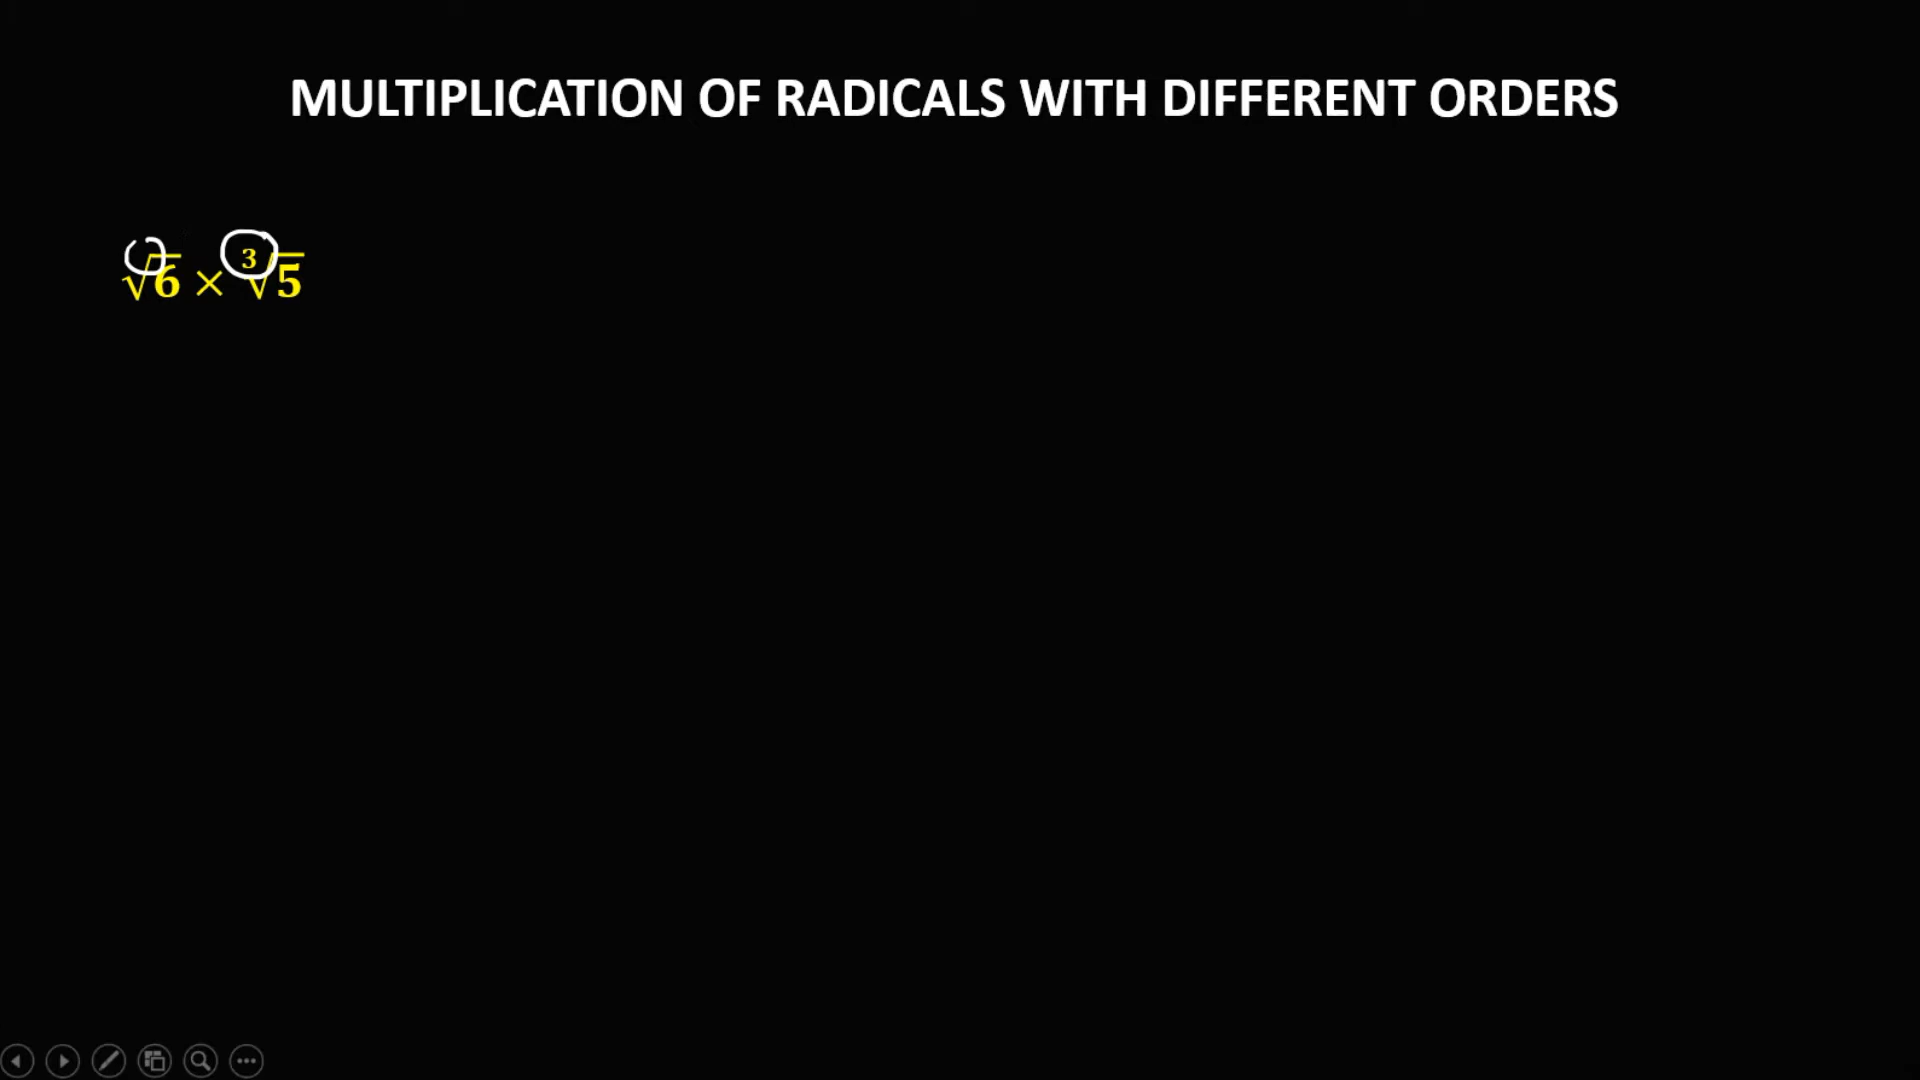 MULTIPLICATION OF RADICALS WITH DIFFERENT ORDERS
√6 × ∛5